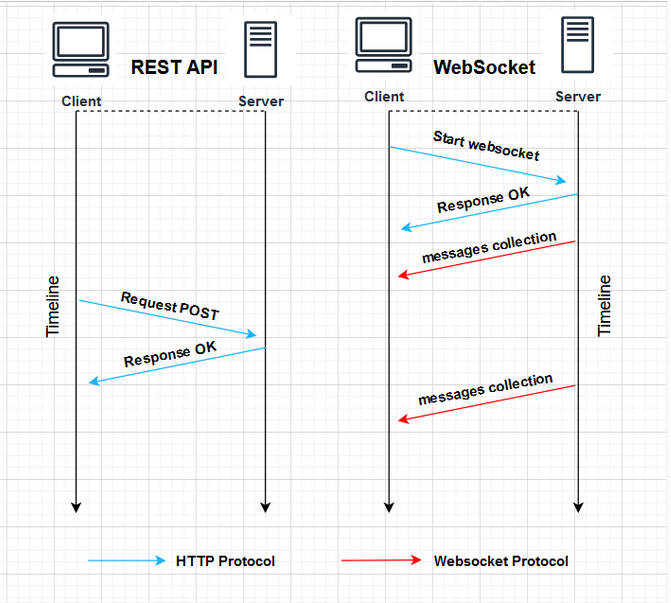 REST API
WebSocket
Client
Server
Client
Server
Start websocket
Response OK
messages collection
Timeline
Timeline
Request POST
Response OK
messages collection
HTTP Protocol
Websocket Protocol